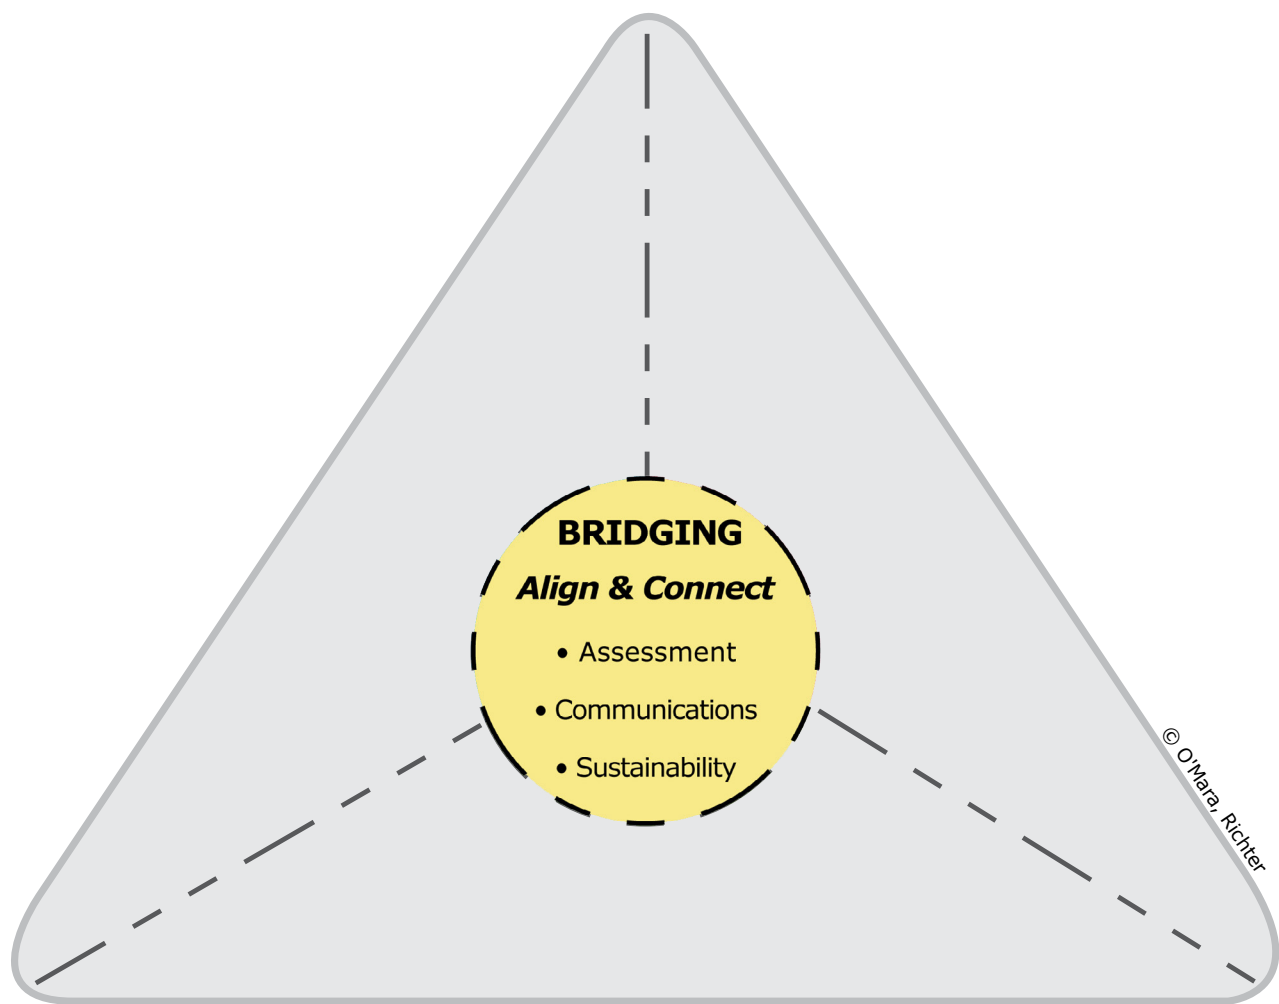 BRIDGING
Align & Connect
• Assessment
• Communications
• Sustainability
© O'Mara, Richter